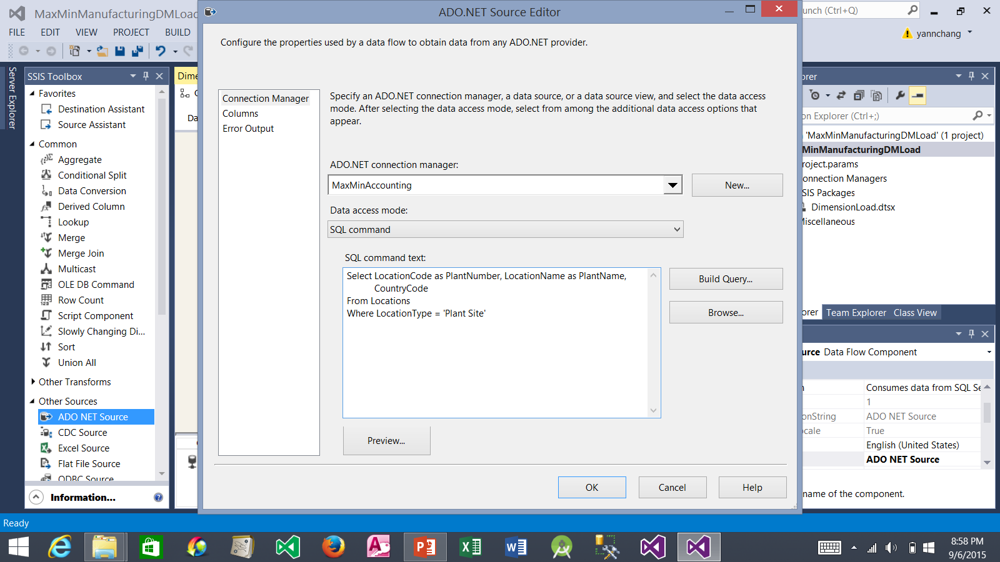 MaxMinManufacturingDMLoad
FILE
EDIT
VIEW
PROJECT
BUILD
Server Explorer
SSIS Toolbox
Favorites
Destination Assistant
Source Assistant
Common
Aggregate
Conditional Split
Data Conversion
Derived Column
Lookup
Merge
Merge Join
Multicast
OLE DB Command
Row Count
Script Component
Slowly Changing Di...
Sort
Union All
Other Transforms
Other Sources
ADO NET Source
CDC Source
Excel Source
Flat File Source
ODBC Source
Information...
Dime
Da
ADO.NET Source Editor
Configure the properties used by a data flow to obtain data from any ADO.NET provider.
Connection Manager
Columns
Error Output
Specify an ADO.NET connection manager, a data source, or a data source view, and select the data access
mode. After selecting the data access mode, select from among the additional data access options that
appear.
ADO.NET connection manager:
MaxMinAccounting
New...
Data access mode:
SQL command
SQL command text:
Select LocationCode as PlantNumber, LocationName as PlantName,
CountryCode
From Locations
Where LocationType = 'Plant Site'
Build Query...
Browse...
Preview...
OK
Cancel
Help
unch (Ctrl+Q)
yannchang
orer
on Explorer (Ctrl+;)
'MaxMinManufacturingDMLoad' (1 project)
MinManufacturingDMLoad
roject.params
onnection Managers
SIS Packages
DimensionLoad.dtsx
iscellaneous
orer
Team Explorer
Class View
urce Data Flow Component
n
Consumes data from SQL Se
1
onString
ADO NET Source
ocale
True
English (United States)
ADO NET Source
name of the component.
Ready
8:58 PM
9/6/2015